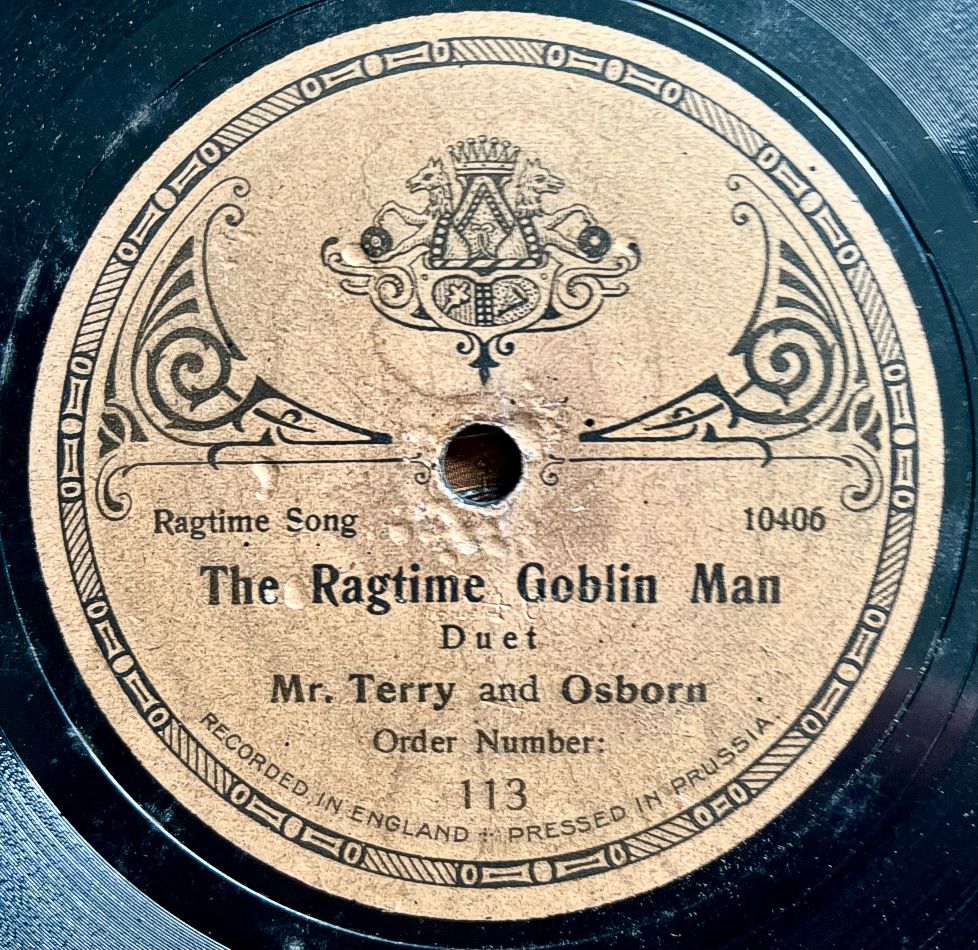 Ragtime Song 10406
The Ragtime Goblin Man
Duet
Mr. Terry and Osborn
Order Number:
113
RECORDED IN ENGLAND + PRESSED IN PRUSSIA.